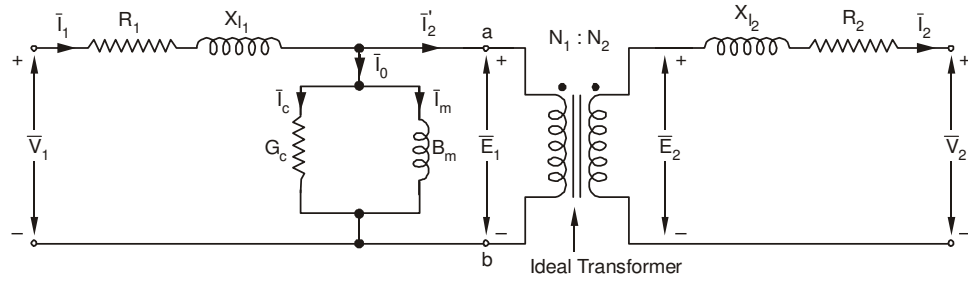 Ī₁ R₁ Xl₁ Ī₂' a N₁ : N₂ Xl₂ R₂ Ī₂
+ + + +
Ī₀
Īc Īm
V̄₁ Gc Bm Ē₁ Ē₂ V̄₂
– – – –
b
Ideal Transformer